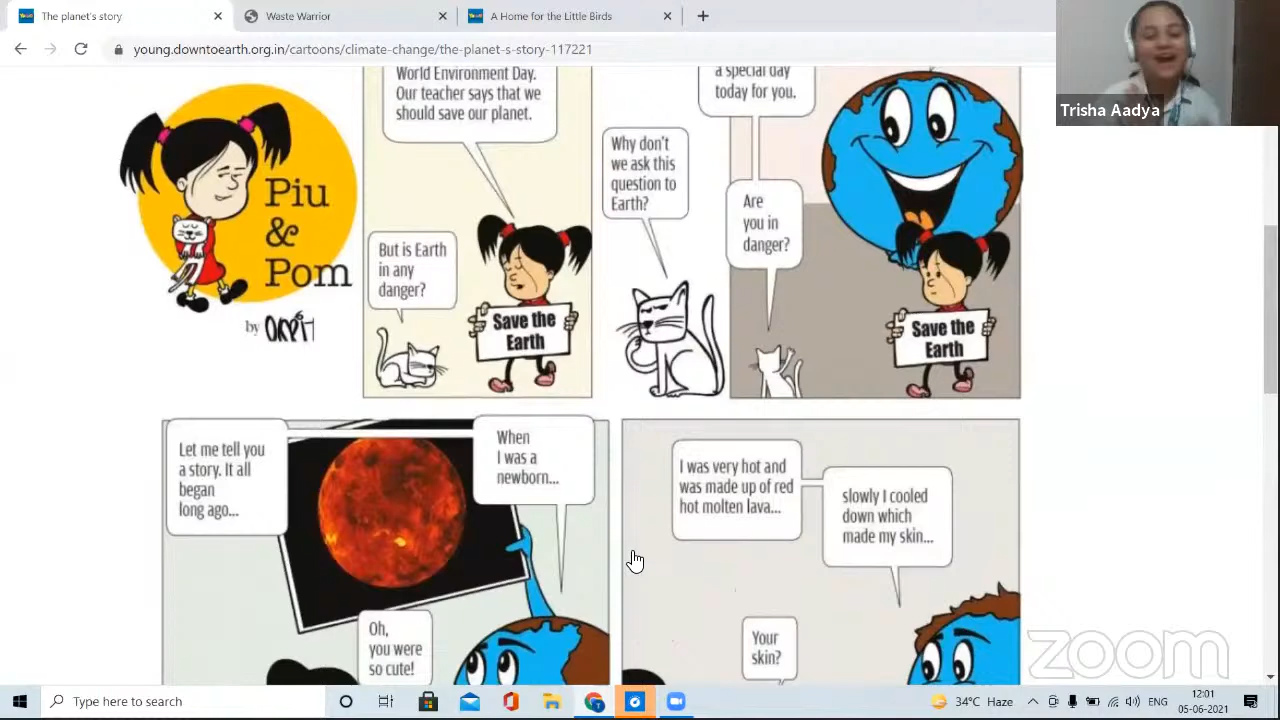 The planet's story
Waste Warrior
A Home for the Little Birds
young.downtoearth.org.in/cartoons/climate-change/the-planet-s-story-117221
Trisha Aadya
Piu
&
Pom
by
World Environment Day.
Our teacher says that we
should save our planet.
But is Earth
in any
danger?
Save the
Earth
Why don't
we ask this
question to
Earth?
a special day
today for you.
Are
you in
danger?
Save the
Earth
Let me tell you
a story. It all
began
long ago...
When
I was a
newborn...
Oh,
you were
so cute!
I was very hot and
was made up of red
hot molten lava...
slowly I cooled
down which
made my skin...
Your
skin?
zoom
Type here to search
34°C Haze
ENG
12:01
05-06-2021